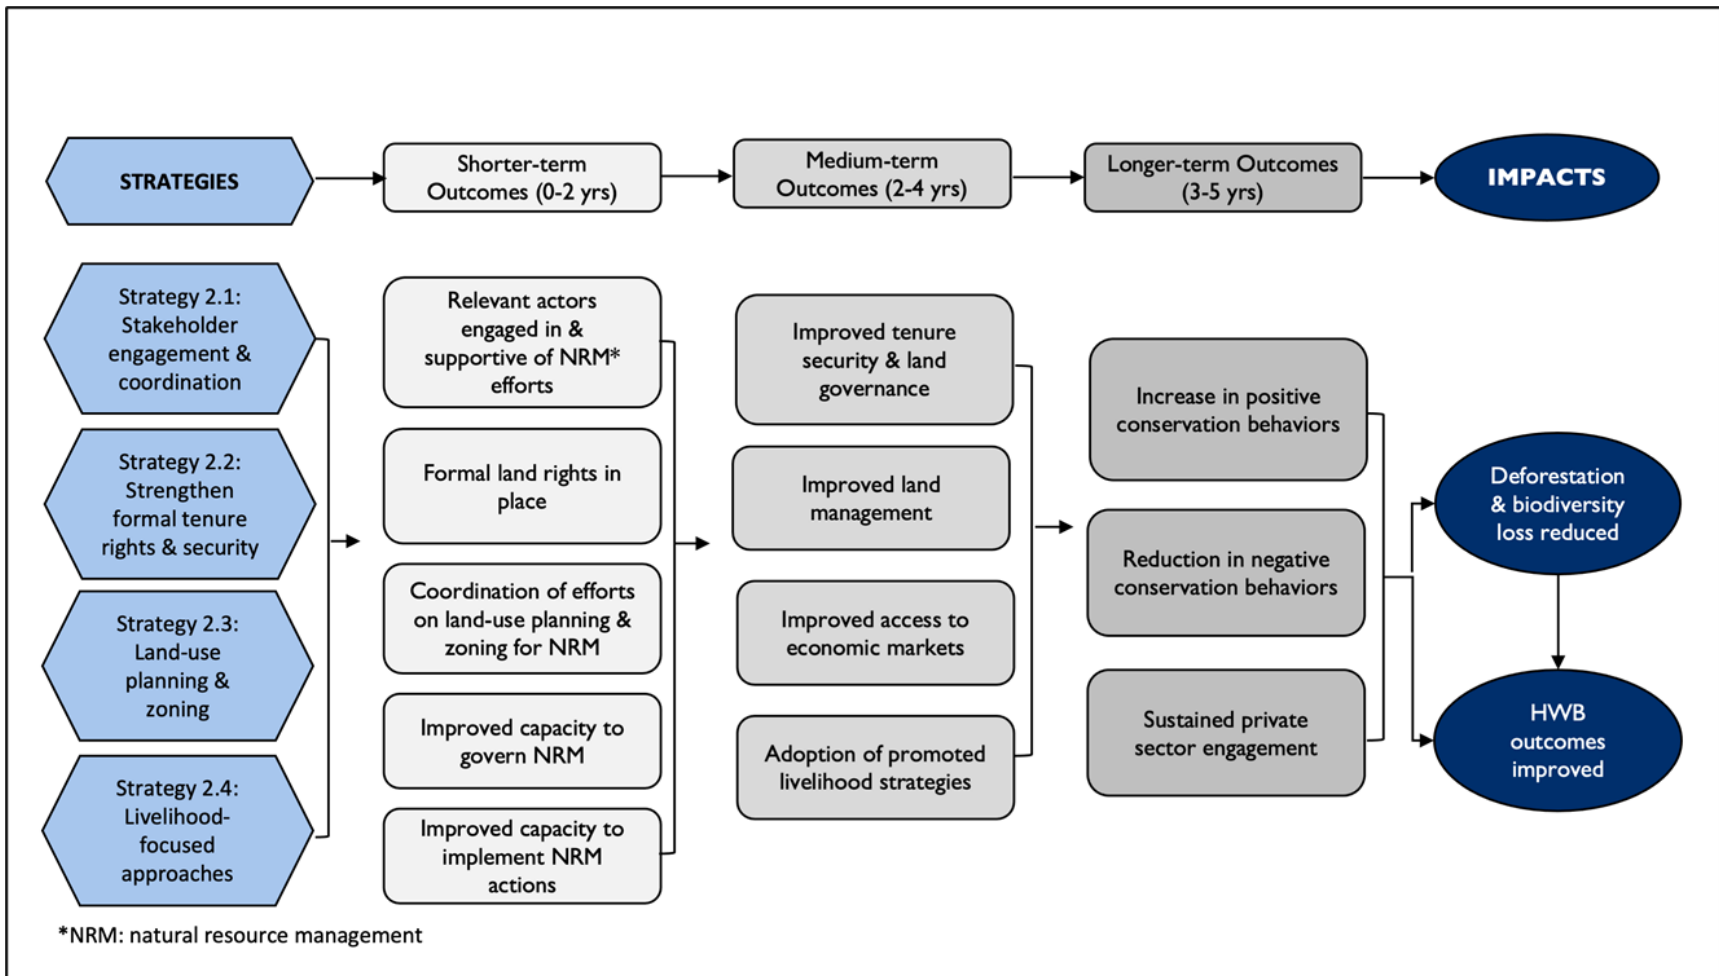 STRATEGIES
Shorter-term
Outcomes (0-2 yrs)
Medium-term
Outcomes (2-4 yrs)
Longer-term Outcomes
(3-5 yrs)
IMPACTS
Strategy 2.1:
Stakeholder
engagement &
coordination
Strategy 2.2:
Strengthen
formal tenure
rights & security
Strategy 2.3:
Land-use
planning &
zoning
Strategy 2.4:
Livelihood-
focused
approaches
Relevant actors
engaged in &
supportive of NRM*
efforts
Formal land rights in
place
Coordination of efforts
on land-use planning &
zoning for NRM
Improved capacity to
govern NRM
Improved capacity to
implement NRM
actions
Improved tenure
security & land
governance
Improved land
management
Improved access to
economic markets
Adoption of promoted
livelihood strategies
Increase in positive
conservation behaviors
Reduction in negative
conservation behaviors
Sustained private
sector engagement
Deforestation
& biodiversity
loss reduced
HWB
outcomes
improved
*NRM: natural resource management